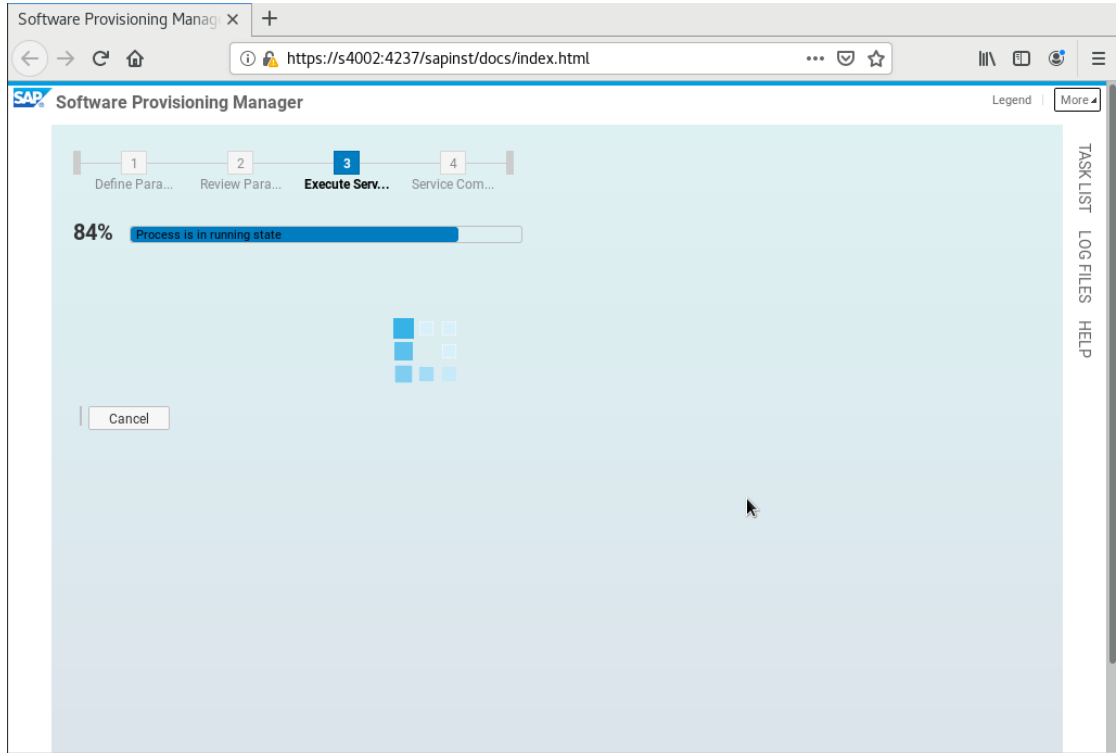 Software Provisioning Manag
https://s4002:4237/sapinst/docs/index.html
SAP Software Provisioning Manager
Legend
More
1
2
3
4
Define Para...
Review Para...
Execute Serv...
Service Com...
84%
Process is in running state
Cancel
TASK LIST
LOG FILES
HELP